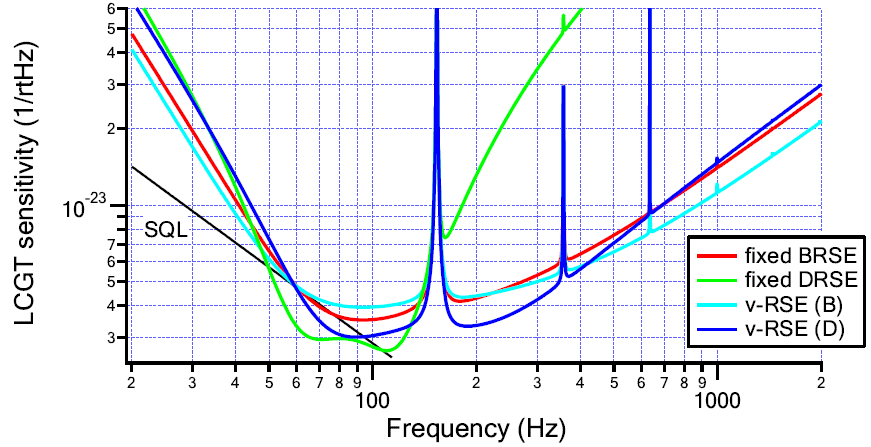 LCGT sensitivity (1/rtHz)
6
5
4
3
2
10-23
7
6
5
4
3
SQL
fixed BRSE
fixed DRSE
v-RSE (B)
v-RSE (D)
2 3 4 5 6 7 8 9 2 3 4 5 6 7 8 9 2
100 1000
Frequency (Hz)